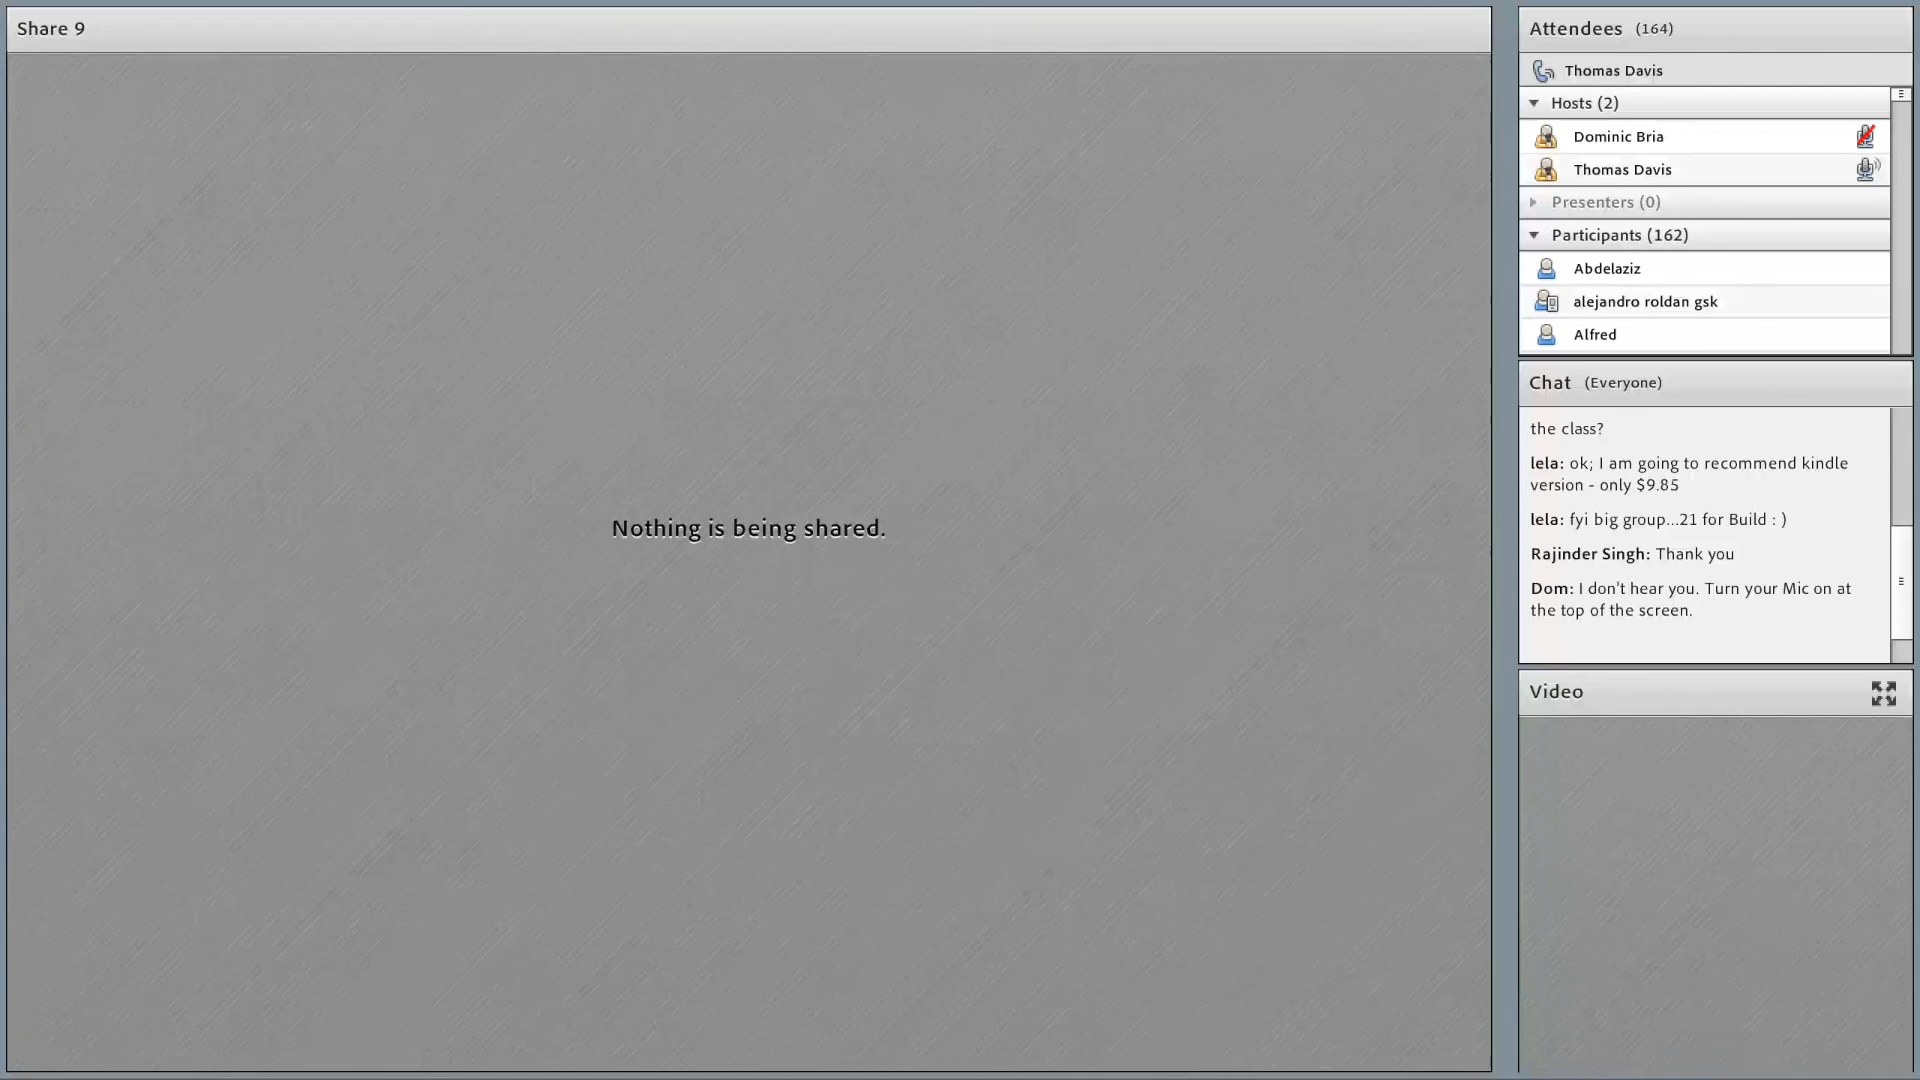 Share 9
Nothing is being shared.
Attendees (164)
Thomas Davis
Hosts (2)
Dominic Bria
Thomas Davis
Presenters (0)
Participants (162)
Abdelaziz
alejandro roldan gsk
Alfred
Chat (Everyone)
the class?
lela: ok; I am going to recommend kindle
version - only $9.85
lela: fyi big group...21 for Build : )
Rajinder Singh: Thank you
Dom: I don't hear you. Turn your Mic on at
the top of the screen.
Video